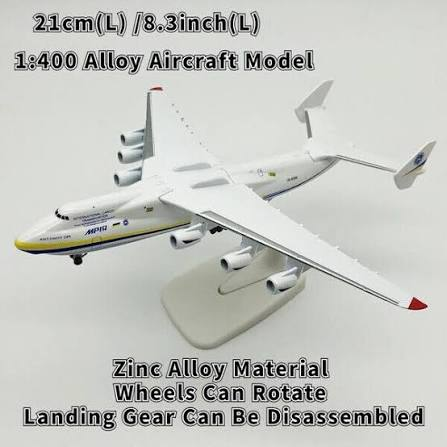 21cm(L) /8.3inch(L)
1:400 Alloy Aircraft Model
МРІЯ
Zinc Alloy Material
Wheels Can Rotate
Landing Gear Can Be Disassembled